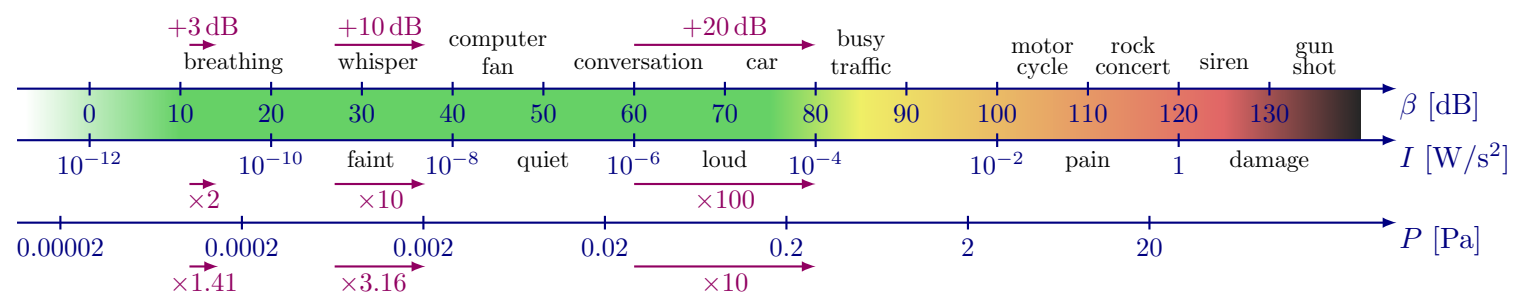 +3 dB +10 dB +20 dB
computer fan
busy traffic
motor cycle
rock concert
gun shot
breathing whisper conversation car siren
0 10 20 30 40 50 60 70 80 90 100 110 120 130 β [dB]
10⁻¹² 10⁻¹⁰ faint 10⁻⁸ quiet 10⁻⁶ loud 10⁻⁴ 10⁻² pain 1 damage I [W/s²]
×2 ×10 ×100
0.00002 0.0002 0.002 0.02 0.2 2 20 P [Pa]
×1.41 ×3.16 ×10